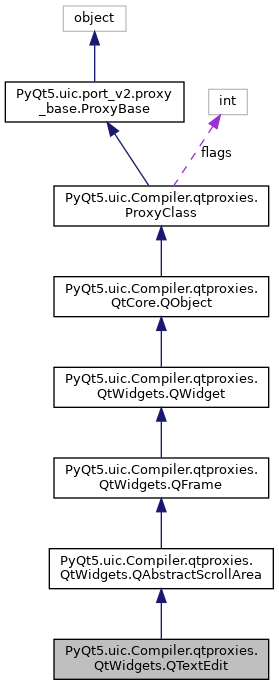 object
PyQt5.uic.port_v2.proxy
_base.ProxyBase
int
flags
PyQt5.uic.Compiler.qtproxies.
ProxyClass
PyQt5.uic.Compiler.qtproxies.
QtCore.QObject
PyQt5.uic.Compiler.qtproxies.
QtWidgets.QWidget
PyQt5.uic.Compiler.qtproxies.
QtWidgets.QFrame
PyQt5.uic.Compiler.qtproxies.
QtWidgets.QAbstractScrollArea
PyQt5.uic.Compiler.qtproxies.
QtWidgets.QTextEdit